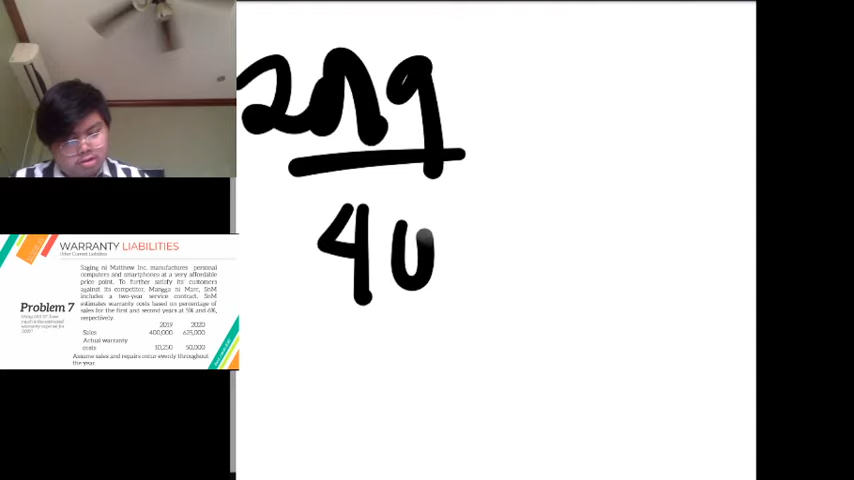 WARRANTY LIABILITIES
Other Current Liabilities
Saging ni Matthew Inc. manufactures personal
computers and smartphones at a very affordable
price point. To further satisfy its customers
against its competitor, Mangga ni Marc, SnM
includes a two-year service contract. SnM
estimates warranty costs based on percentage of
sales for the first and second years at 5% and 6%,
respectively.
Problem 7
2019 2020
Sales 400,000 625,000
Actual warranty
costs 10,250 50,000
Assume sales and repairs occur evenly throughout
the year.
40